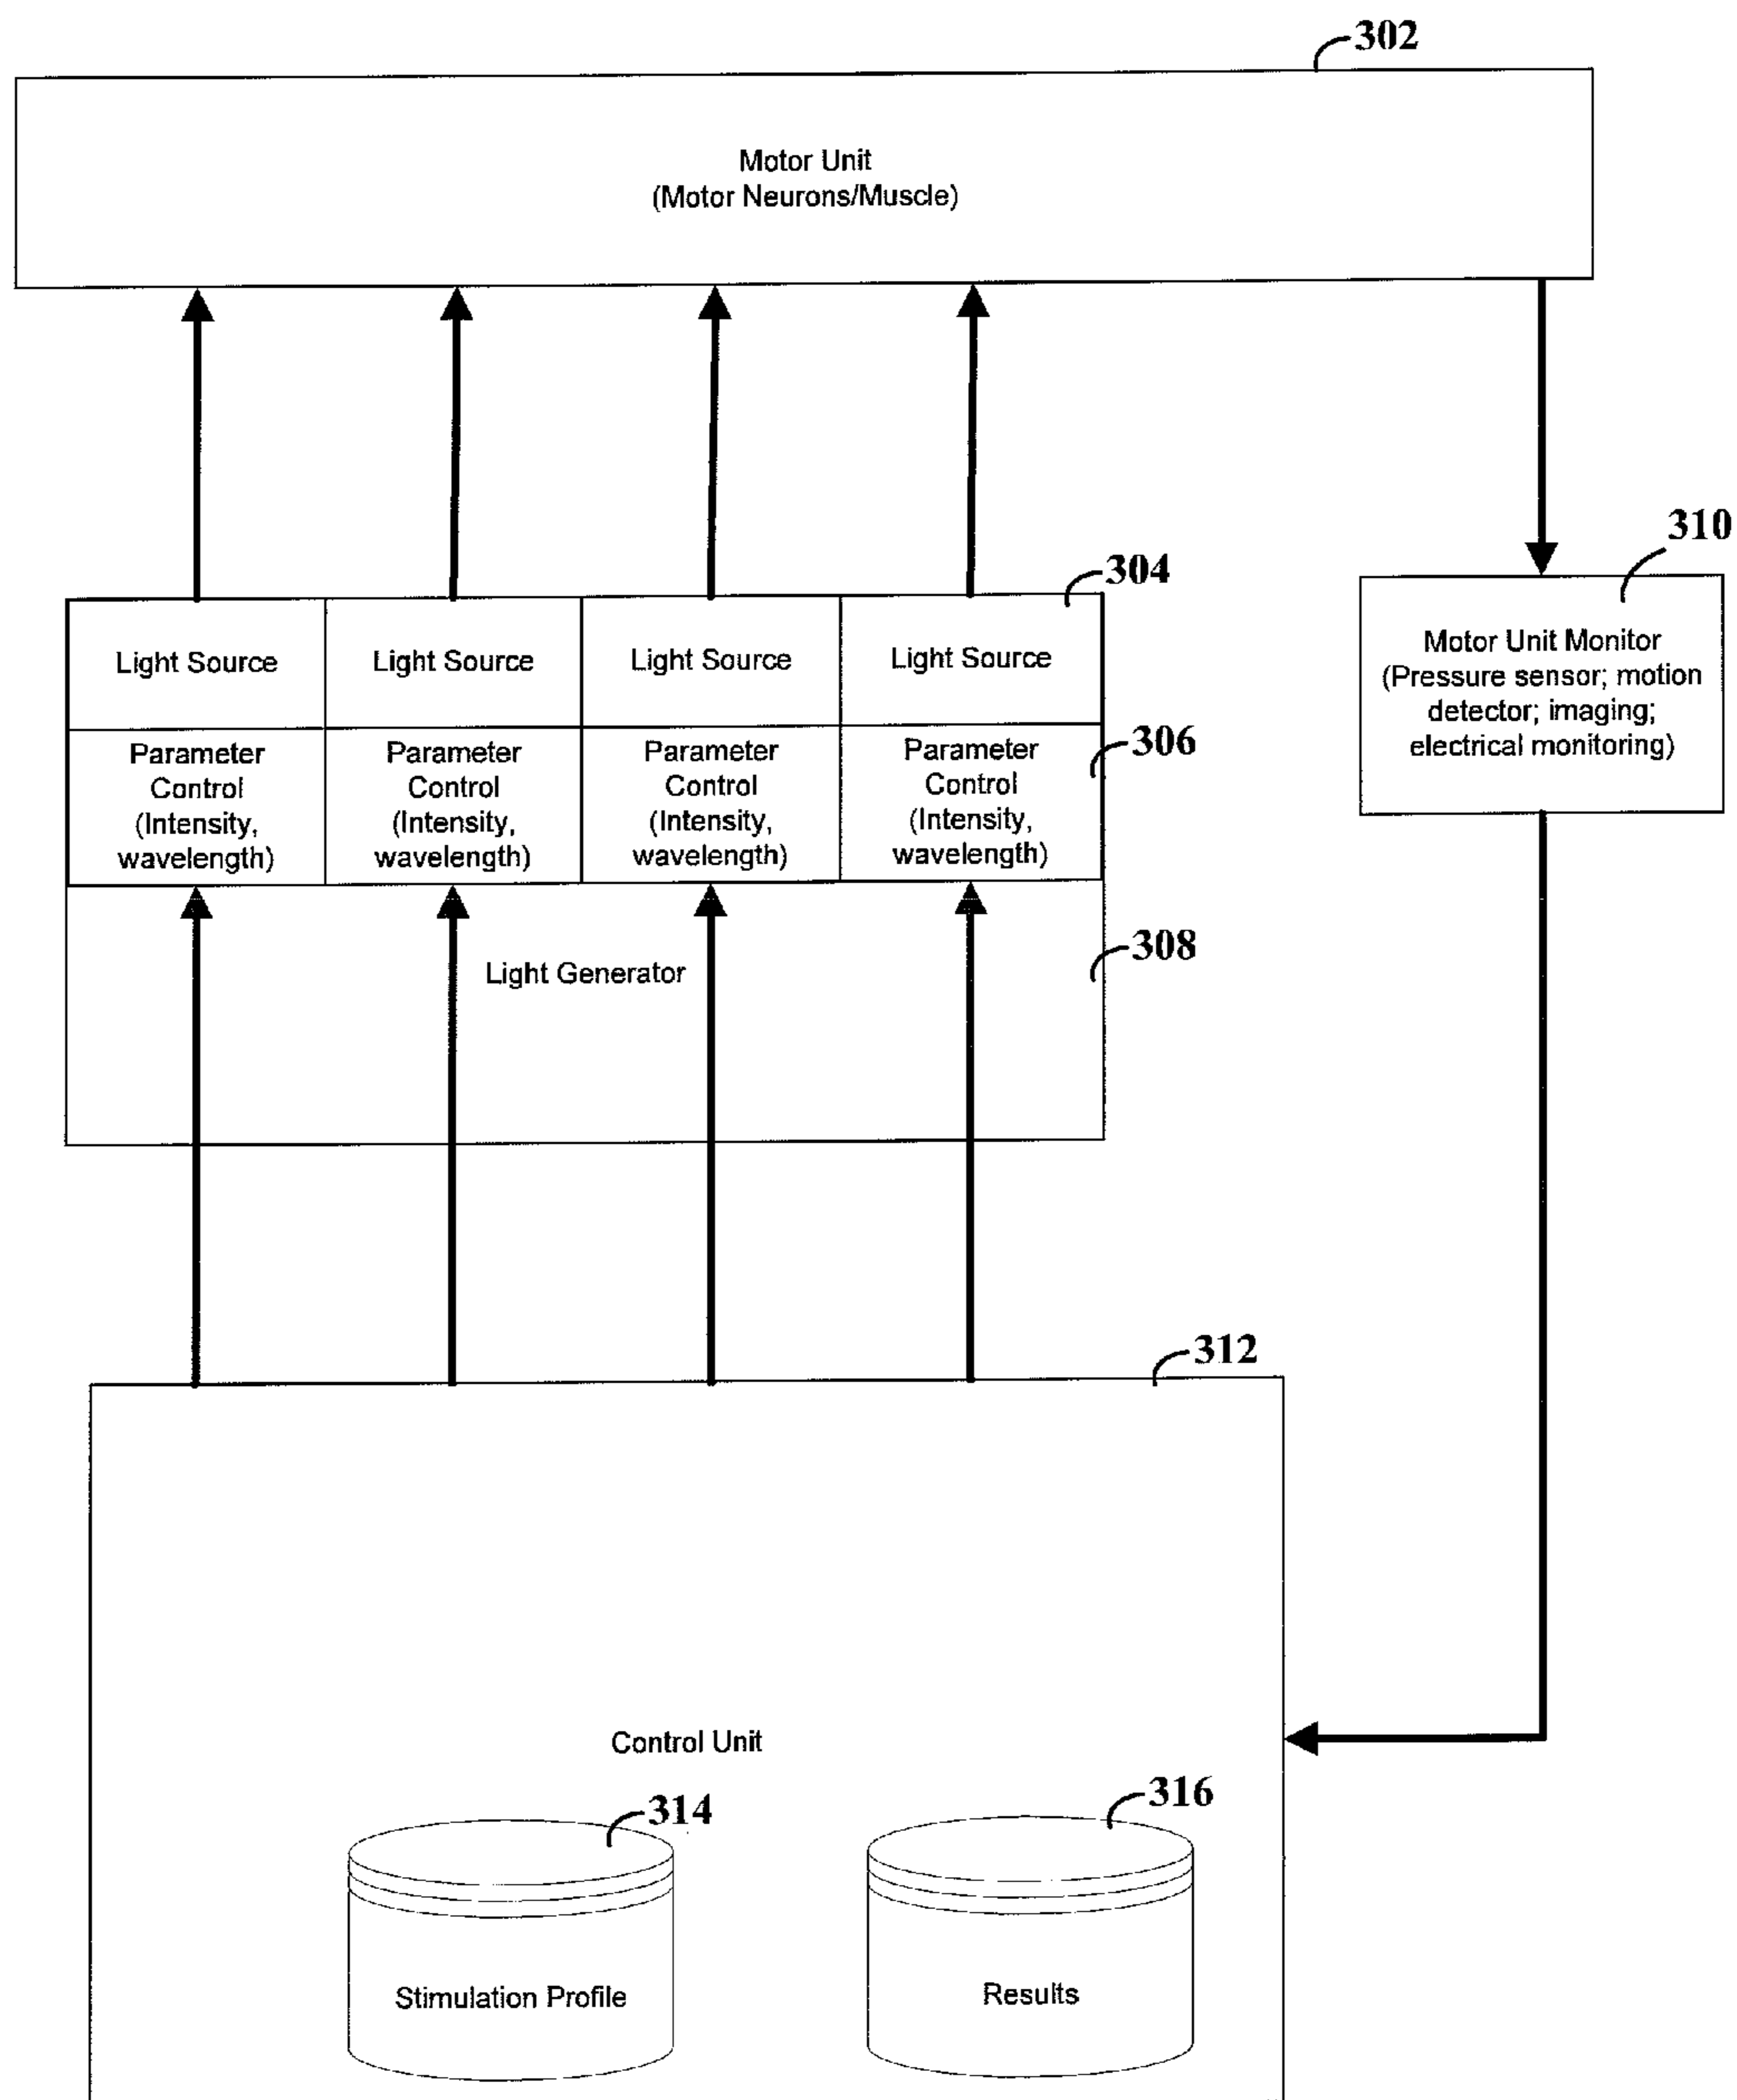 302
Motor Unit
(Motor Neurons/Muscle)
310
304
Light Source
Light Source
Light Source
Light Source
Motor Unit Monitor
(Pressure sensor; motion
detector; imaging;
electrical monitoring)
306
Parameter
Control
(Intensity,
wavelength)
Parameter
Control
(Intensity,
wavelength)
Parameter
Control
(Intensity,
wavelength)
Parameter
Control
(Intensity,
wavelength)
308
Light Generator
312
Control Unit
314
316
Stimulation Profile
Results